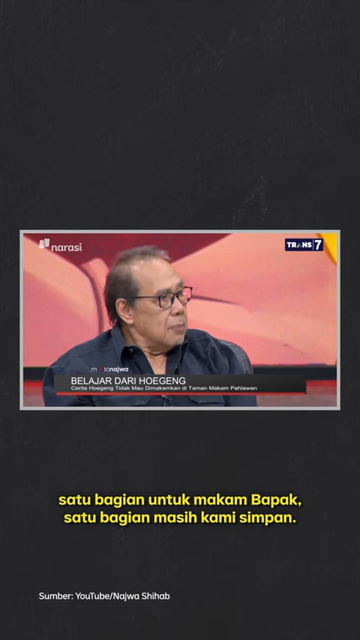 narasi
TRANS7
matanajwa
BELAJAR DARI HOEGENG
Cerita Hoegeng Tidak Mau Dimakamkan di Taman Makam Pahlawan
satu bagian untuk makam Bapak,
satu bagian masih kami simpan.
Sumber: YouTube/Najwa Shihab